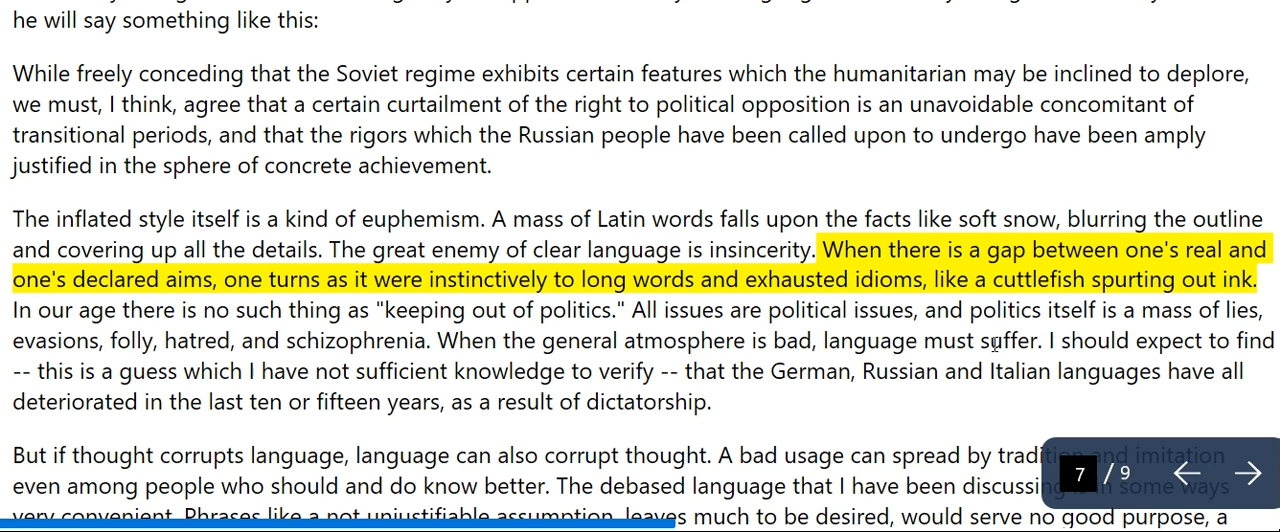 he will say something like this:
While freely conceding that the Soviet regime exhibits certain features which the humanitarian may be inclined to deplore,
we must, I think, agree that a certain curtailment of the right to political opposition is an unavoidable concomitant of
transitional periods, and that the rigors which the Russian people have been called upon to undergo have been amply
justified in the sphere of concrete achievement.
The inflated style itself is a kind of euphemism. A mass of Latin words falls upon the facts like soft snow, blurring the outline
and covering up all the details. The great enemy of clear language is insincerity. When there is a gap between one's real and
one's declared aims, one turns as it were instinctively to long words and exhausted idioms, like a cuttlefish spurting out ink.
In our age there is no such thing as "keeping out of politics." All issues are political issues, and politics itself is a mass of lies,
evasions, folly, hatred, and schizophrenia. When the general atmosphere is bad, language must suffer. I should expect to find
-- this is a guess which I have not sufficient knowledge to verify -- that the German, Russian and Italian languages have all
deteriorated in the last ten or fifteen years, as a result of dictatorship.
But if thought corrupts language, language can also corrupt thought. A bad usage can spread by tradition and imitation
even among people who should and do know better. The debased language that I have been discussing is in some ways
very convenient. Phrases like a not unjustifiable assumption, leaves much to be desired, would serve no good purpose, a
7 / 9